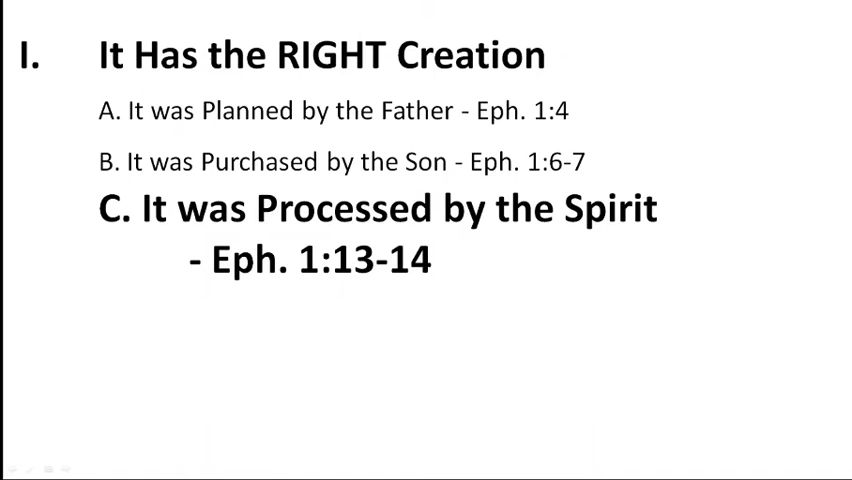 I. It Has the RIGHT Creation
A. It was Planned by the Father - Eph. 1:4
B. It was Purchased by the Son - Eph. 1:6-7
C. It was Processed by the Spirit
- Eph. 1:13-14